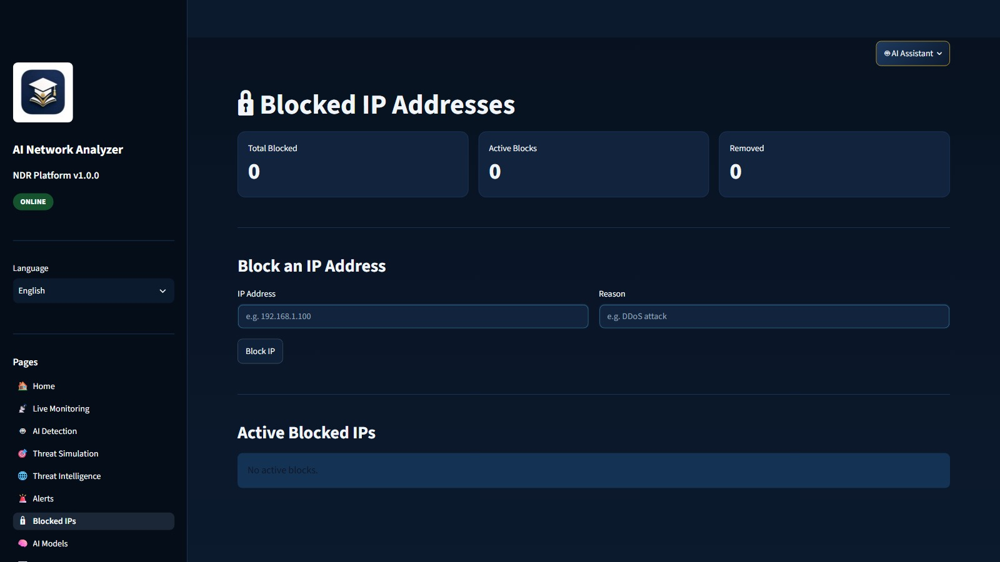 AI Network Analyzer
NDR Platform v1.0.0
ONLINE
Language
English
Pages
Home
Live Monitoring
AI Detection
Threat Simulation
Threat Intelligence
Alerts
Blocked IPs
AI Models
AI Assistant
Blocked IP Addresses
Total Blocked
0
Active Blocks
0
Removed
0
Block an IP Address
IP Address
e.g. 192.168.1.100
Reason
e.g. DDoS attack
Block IP
Active Blocked IPs
No active blocks.